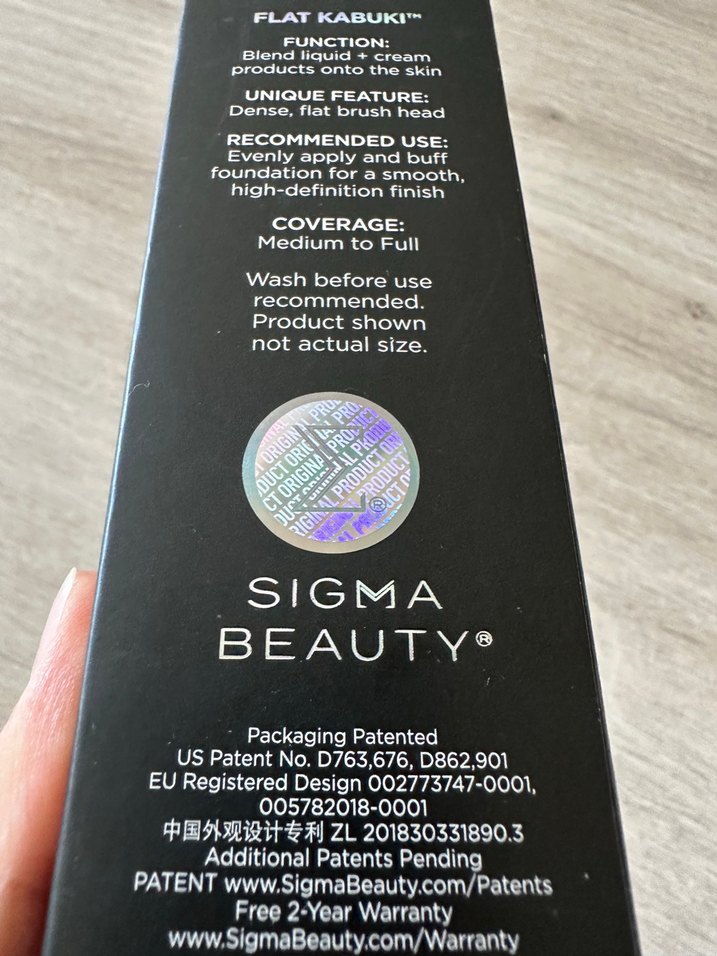 FLAT KABUKI™
FUNCTION:
Blend liquid + cream
products onto the skin
UNIQUE FEATURE:
Dense, flat brush head
RECOMMENDED USE:
Evenly apply and buff
foundation for a smooth,
high-definition finish
COVERAGE:
Medium to Full
Wash before use
recommended.
Product shown
not actual size.
ORIGINAL PRODUCT
®
SIGMA
BEAUTY®
Packaging Patented
US Patent No. D763,676, D862,901
EU Registered Design 002773747-0001,
005782018-0001
中国外观设计专利 ZL 201830331890.3
Additional Patents Pending
PATENT www.SigmaBeauty.com/Patents
Free 2-Year Warranty
www.SigmaBeauty.com/Warranty